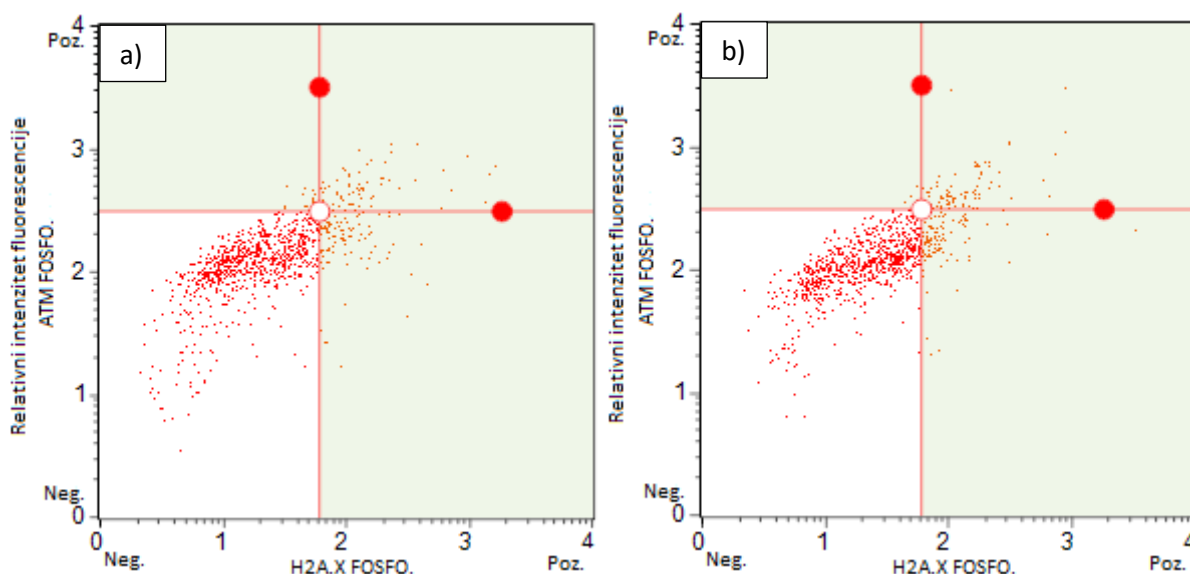 a)
4
Poz.
3
2
1
Neg.
0
Relativni intenzitet fluorescencije
ATM FOSFO.
0 1 2 3 4
Neg. H2A.X FOSFO. Poz.
b)
4
Poz.
3
2
1
Neg.
0
Relativni intenzitet fluorescencije
ATM FOSFO.
0 1 2 3 4
Neg. H2A.X FOSFO. Poz.